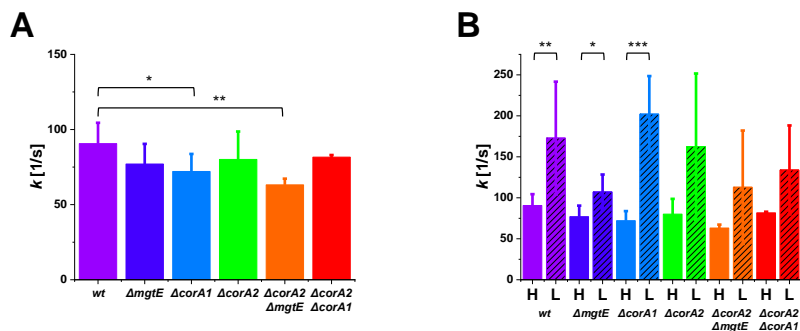 A
150
100
50
0
k [1/s]
*
**
wt
ΔmgtE
ΔcorA1
ΔcorA2
ΔcorA2
ΔmgtE
ΔcorA2
ΔcorA1
B
250
200
150
100
50
0
k [1/s]
**
*
***
H L H L H L H L H L H L
wt
ΔmgtE
ΔcorA1
ΔcorA2
ΔcorA2
ΔmgtE
ΔcorA2
ΔcorA1